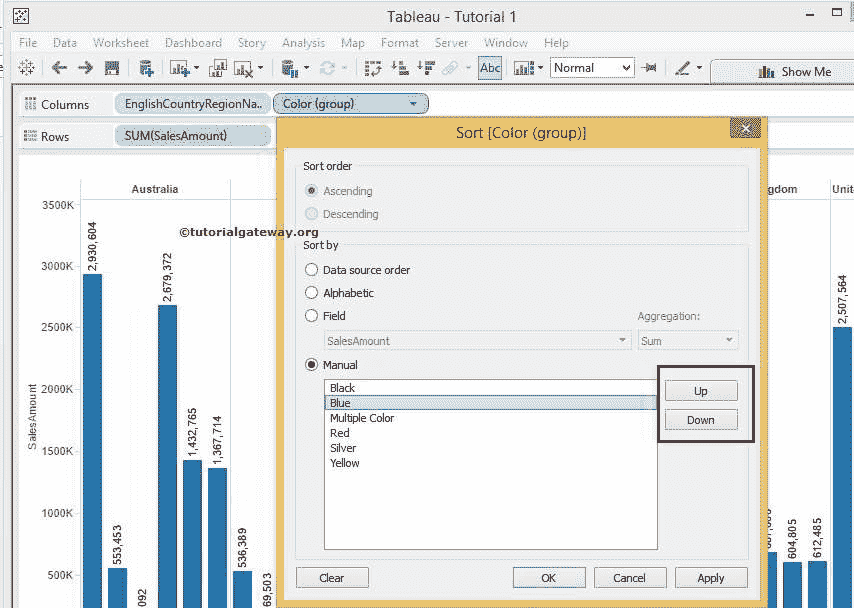 Tableau - Tutorial 1
File Data Worksheet Dashboard Story Analysis Map Format Server Window Help
Abc Normal Show Me
Columns EnglishCountryRegionNa.. Color (group)
Rows SUM(SalesAmount)
Sort [Color (group)]
Sort order
Ascending
Descending
Sort by
Data source order
Alphabetic
Field
Aggregation:
SalesAmount Sum
Manual
Black
Blue
Multiple Color
Red
Silver
Yellow
Up
Down
Clear OK Cancel Apply
©tutorialgateway.org
Australia
gdom
Unit
SalesAmount
3500K
3000K
2500K
2000K
1500K
1000K
500K
2,930,604
553,453
092
2,679,372
1,432,765
1,367,714
536,389
69,503
604,805
612,485
2,507,564